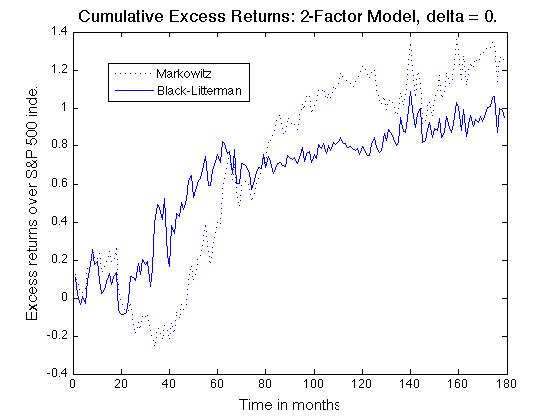 Cumulative Excess Returns: 2-Factor Model, delta = 0.
Excess returns over S&P 500 inde.
1.4
1.2
1
0.8
0.6
0.4
0.2
0
-0.2
-0.4
Markowitz
Black-Litterman
0 20 40 60 80 100 120 140 160 180
Time in months